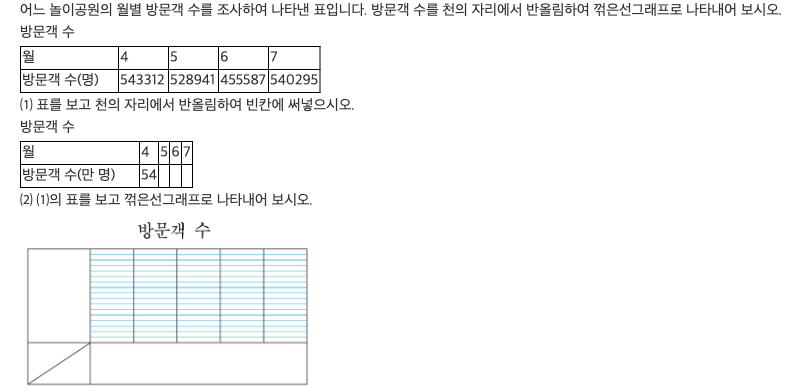 어느 놀이공원의 월별 방문객 수를 조사하여 나타낸 표입니다. 방문객 수를 천의 자리에서 반올림하여 꺾은선그래프로 나타내어 보시오.
방문객 수
월 4 5 6 7
방문객 수(명) 543312 528941 455587 540295
⑴ 표를 보고 천의 자리에서 반올림하여 빈칸에 써넣으시오.
방문객 수
월 4 5 6 7
방문객 수(만 명) 54
⑵ ⑴의 표를 보고 꺾은선그래프로 나타내어 보시오.
방문객 수